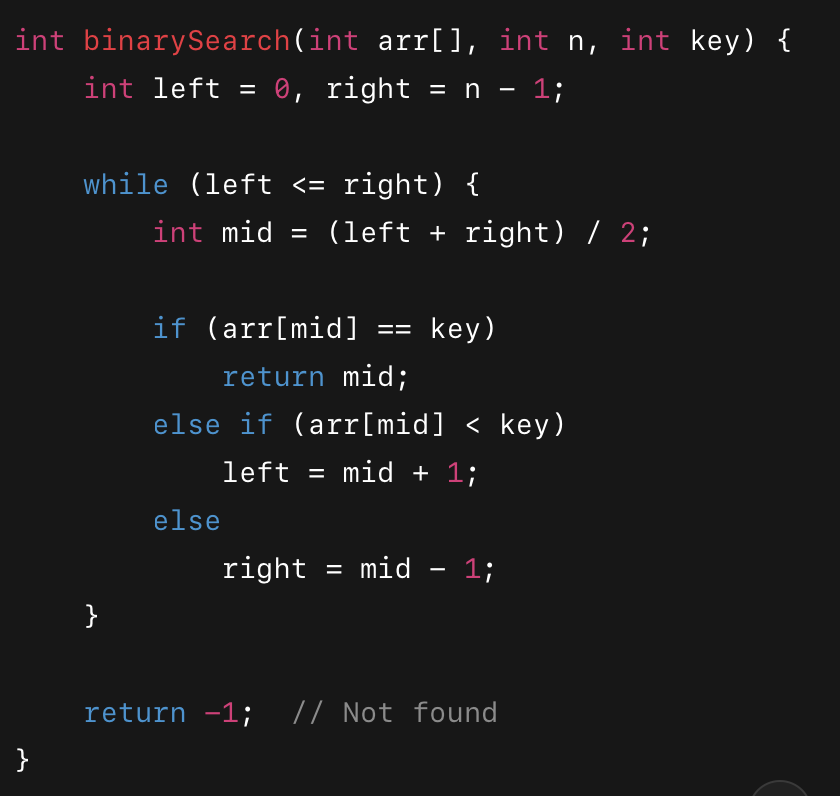 int binarySearch(int arr[], int n, int key) {
    int left = 0, right = n - 1;

    while (left <= right) {
        int mid = (left + right) / 2;

        if (arr[mid] == key)
            return mid;
        else if (arr[mid] < key)
            left = mid + 1;
        else
            right = mid - 1;
    }

    return -1;  // Not found
}